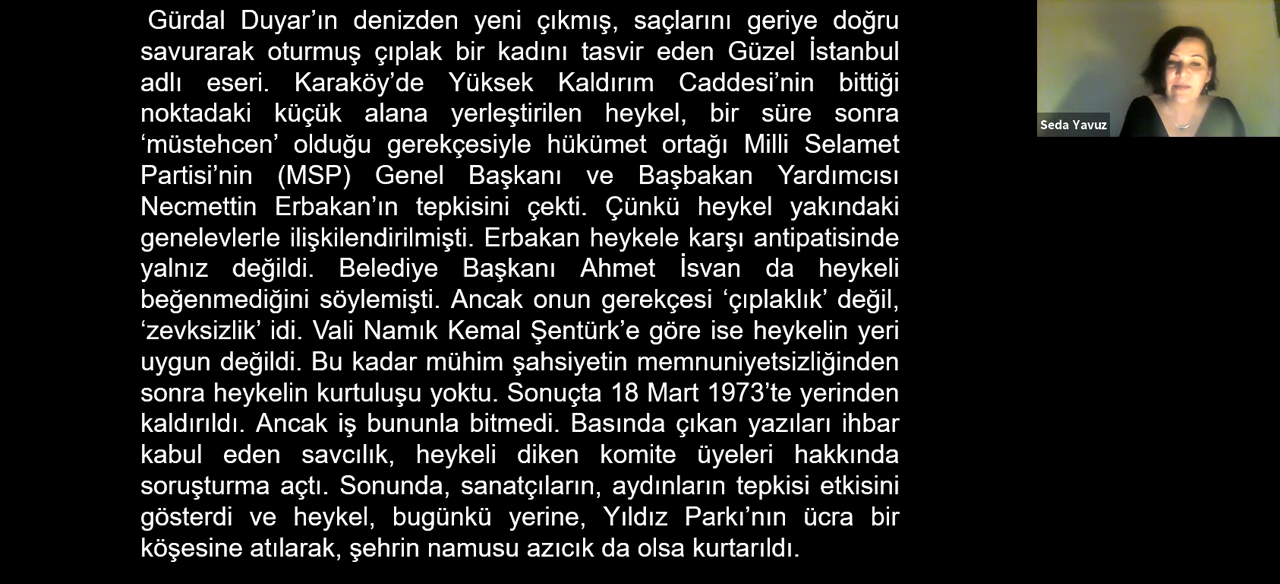 Gürdal Duyar’ın denizden yeni çıkmış, saçlarını geriye doğru
savurarak oturmuş çıplak bir kadını tasvir eden Güzel İstanbul
adlı eseri. Karaköy’de Yüksek Kaldırım Caddesi’nin bittiği
noktadaki küçük alana yerleştirilen heykel, bir süre sonra
‘müstehcen’ olduğu gerekçesiyle hükümet ortağı Milli Selamet
Partisi’nin (MSP) Genel Başkanı ve Başbakan Yardımcısı
Necmettin Erbakan’ın tepkisini çekti. Çünkü heykel yakındaki
genelevlerle ilişkilendirilmişti. Erbakan heykele karşı antipatisinde
yalnız değildi. Belediye Başkanı Ahmet İsvan da heykeli
beğenmediğini söylemişti. Ancak onun gerekçesi ‘çıplaklık’ değil,
‘zevksizlik’ idi. Vali Namık Kemal Şentürk’e göre ise heykelin yeri
uygun değildi. Bu kadar mühim şahsiyetin memnuniyetsizliğinden
sonra heykelin kurtuluşu yoktu. Sonuçta 18 Mart 1973’te yerinden
kaldırıldı. Ancak iş bununla bitmedi. Basında çıkan yazıları ihbar
kabul eden savcılık, heykeli diken komite üyeleri hakkında
soruşturma açtı. Sonunda, sanatçıların, aydınların tepkisi etkisini
gösterdi ve heykel, bugünkü yerine, Yıldız Parkı’nın ücra bir
köşesine atılarak, şehrin namusu azıcık da olsa kurtarıldı.
Seda Yavuz